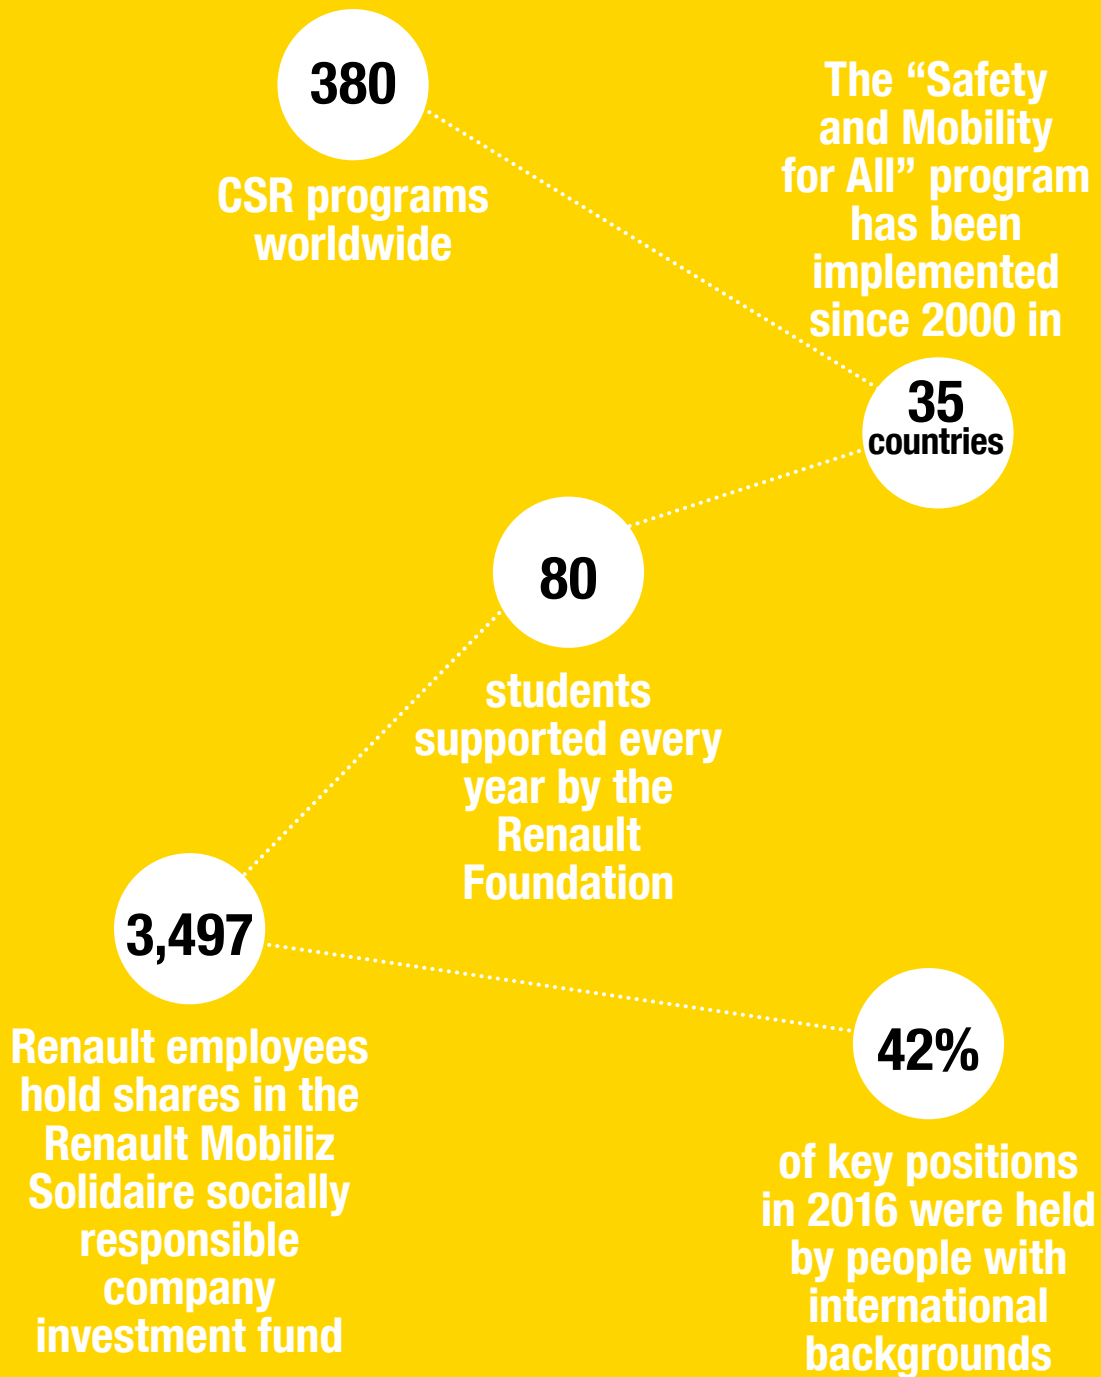 380
CSR programs
worldwide
The “Safety
and Mobility
for All” program
has been
implemented
since 2000 in
35
countries
80
students
supported every
year by the
Renault
Foundation
3,497
Renault employees
hold shares in the
Renault Mobiliz
Solidaire socially
responsible
company
investment fund
42%
of key positions
in 2016 were held
by people with
international
backgrounds